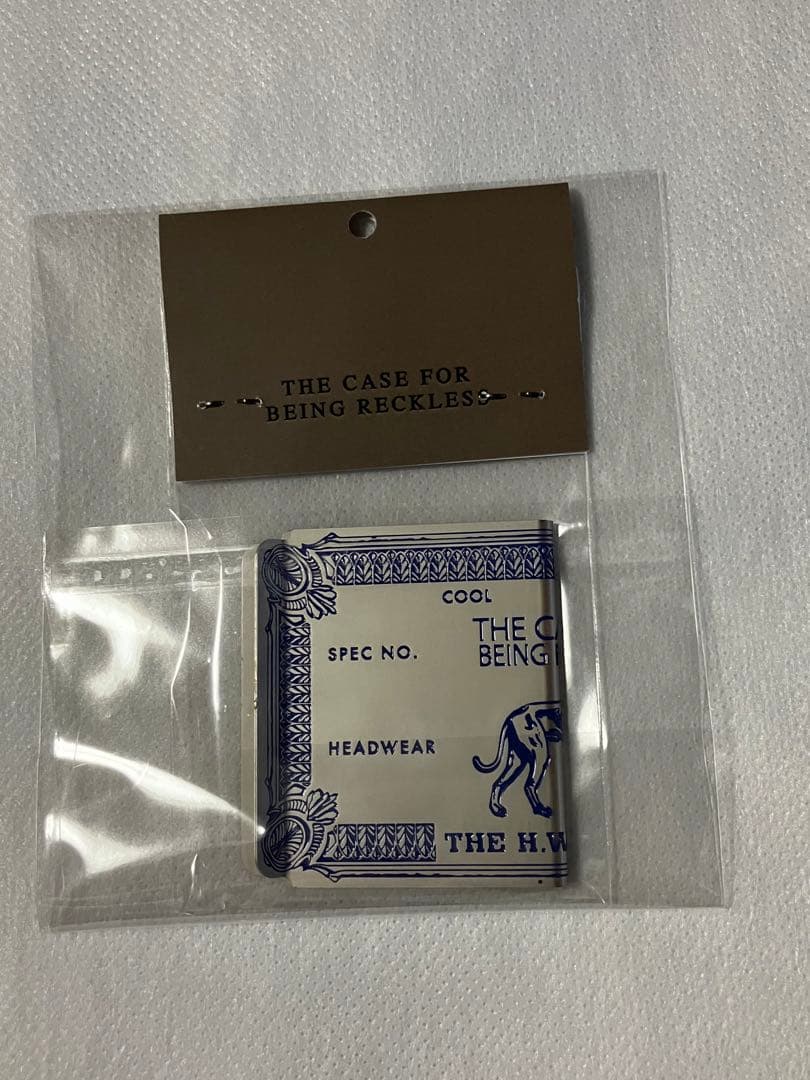 THE CASE FOR
BEING RECKLESS
COOL
THE CA
BEING
SPEC NO.
HEADWEAR
THE H.W